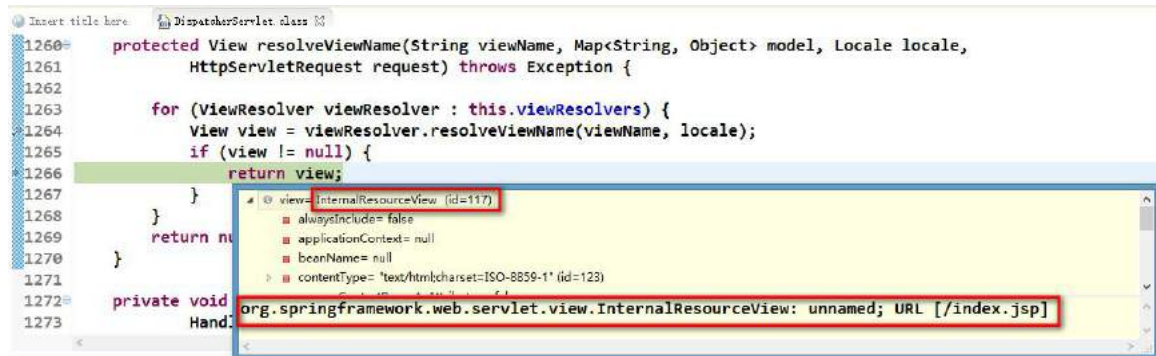 Insert title here    DispatcherServlet.class
1260    protected View resolveViewName(String viewName, Map<String, Object> model, Locale locale,
1261            HttpServletRequest request) throws Exception {
1262
1263        for (ViewResolver viewResolver : this.viewResolvers) {
1264            View view = viewResolver.resolveViewName(viewName, locale);
1265            if (view != null) {
1266                return view;
1267            }
view= InternalResourceView (id=117)
alwaysInclude= false
1268        }
applicationContext= null
1269        return nu
beanName= null
1270    }
contentType= "text/html;charset=ISO-8859-1" (id=123)
1271
1272    private void
org.springframework.web.servlet.view.InternalResourceView: unnamed; URL [/index.jsp]
1273            Handl